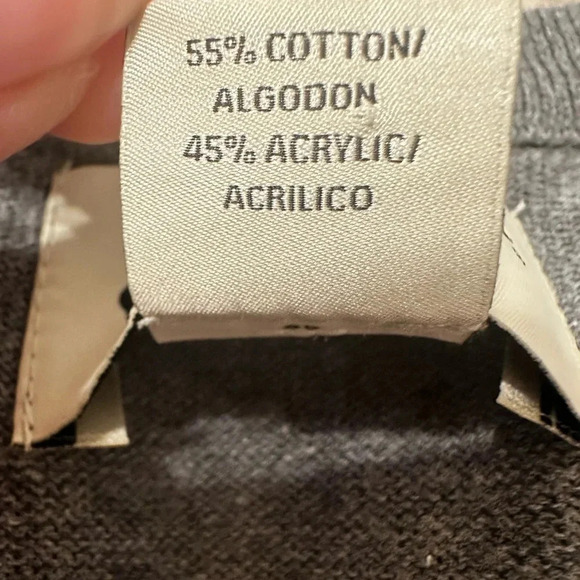 55% COTTON/
ALGODON
45% ACRYLIC/
ACRILICO